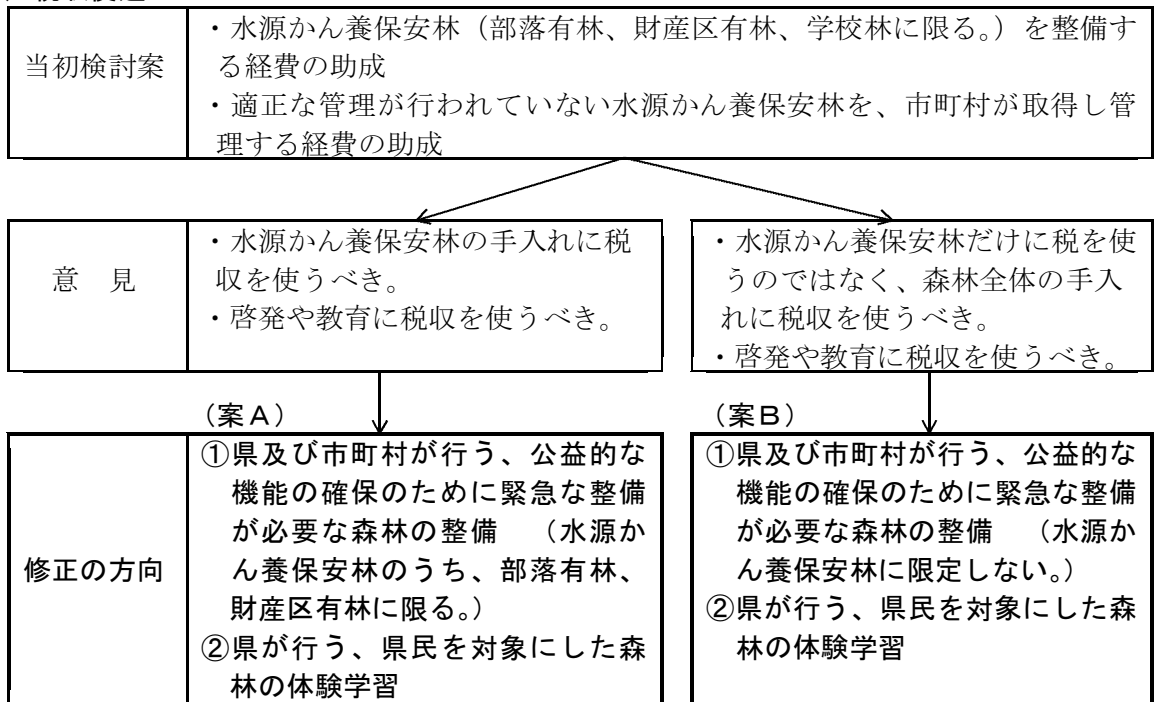 当初検討案
・水源かん養保安林（部落有林、財産区有林、学校林に限る。）を整備す
る経費の助成
・適正な管理が行われていない水源かん養保安林を、市町村が取得し管
理する経費の助成
意　見
・水源かん養保安林の手入れに税
収を使うべき。
・啓発や教育に税収を使うべき。
・水源かん養保安林だけに税を使
うのではなく、森林全体の手入
れに税収を使うべき。
・啓発や教育に税収を使うべき。
修正の方向
（案Ａ）
①県及び市町村が行う、公益的な
機能の確保のために緊急な整備
が必要な森林の整備　（水源か
ん養保安林のうち、部落有林、
財産区有林に限る。）
②県が行う、県民を対象にした森
林の体験学習
（案Ｂ）
①県及び市町村が行う、公益的な
機能の確保のために緊急な整備
が必要な森林の整備　（水源か
ん養保安林に限定しない。）
②県が行う、県民を対象にした森
林の体験学習